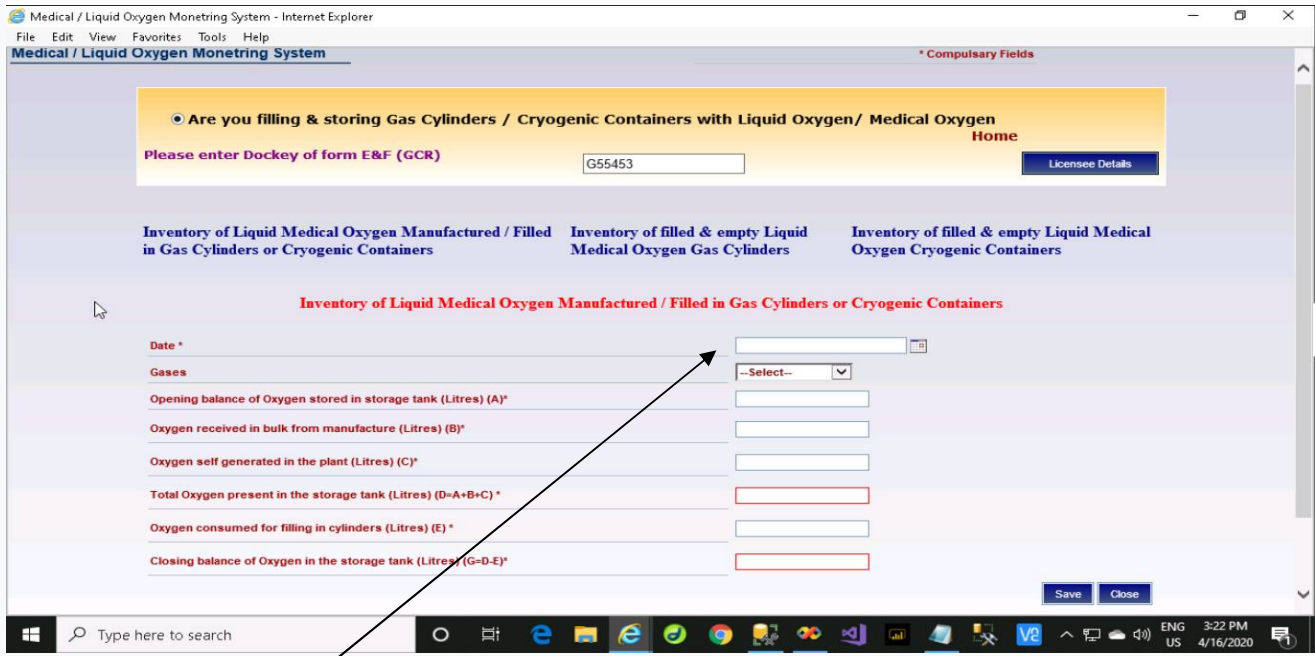 Medical / Liquid Oxygen Monetring System - Internet Explorer
File Edit View Favorites Tools Help
Medical / Liquid Oxygen Monetring System
* Compulsary Fields
Are you filling & storing Gas Cylinders / Cryogenic Containers with Liquid Oxygen/ Medical Oxygen
Home
Please enter Dockey of form E&F (GCR)
G55453
Licensee Details
Inventory of Liquid Medical Oxygen Manufactured / Filled
in Gas Cylinders or Cryogenic Containers
Inventory of filled & empty Liquid
Medical Oxygen Gas Cylinders
Inventory of filled & empty Liquid Medical
Oxygen Cryogenic Containers
Inventory of Liquid Medical Oxygen Manufactured / Filled in Gas Cylinders or Cryogenic Containers
Date *
Gases
--Select--
Opening balance of Oxygen stored in storage tank (Litres) (A)*
Oxygen received in bulk from manufacture (Litres) (B)*
Oxygen self generated in the plant (Litres) (C)*
Total Oxygen present in the storage tank (Litres) (D=A+B+C) *
Oxygen consumed for filling in cylinders (Litres) (E) *
Closing balance of Oxygen in the storage tank (Litres) (G=D-E)*
Save Close
Type here to search
V2
ENG
US
3:22 PM
4/16/2020